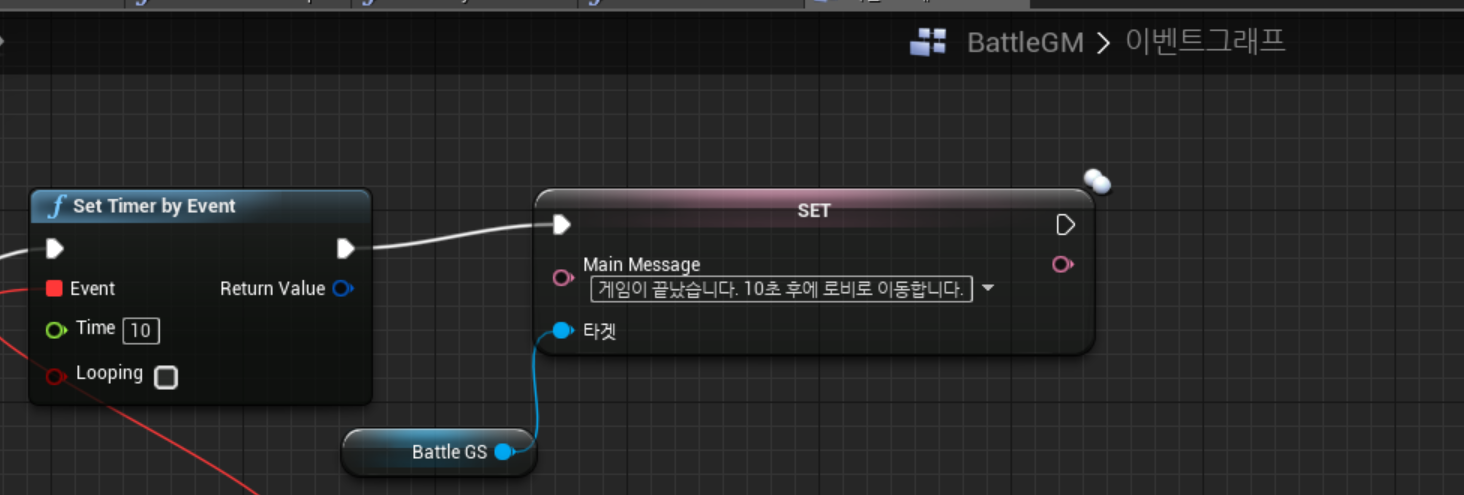 BattleGM > 이벤트그래프
f Set Timer by Event
SET
Event
Return Value
Main Message
게임이 끝났습니다. 10초 후에 로비로 이동합니다.
Time 10
타겟
Looping
Battle GS